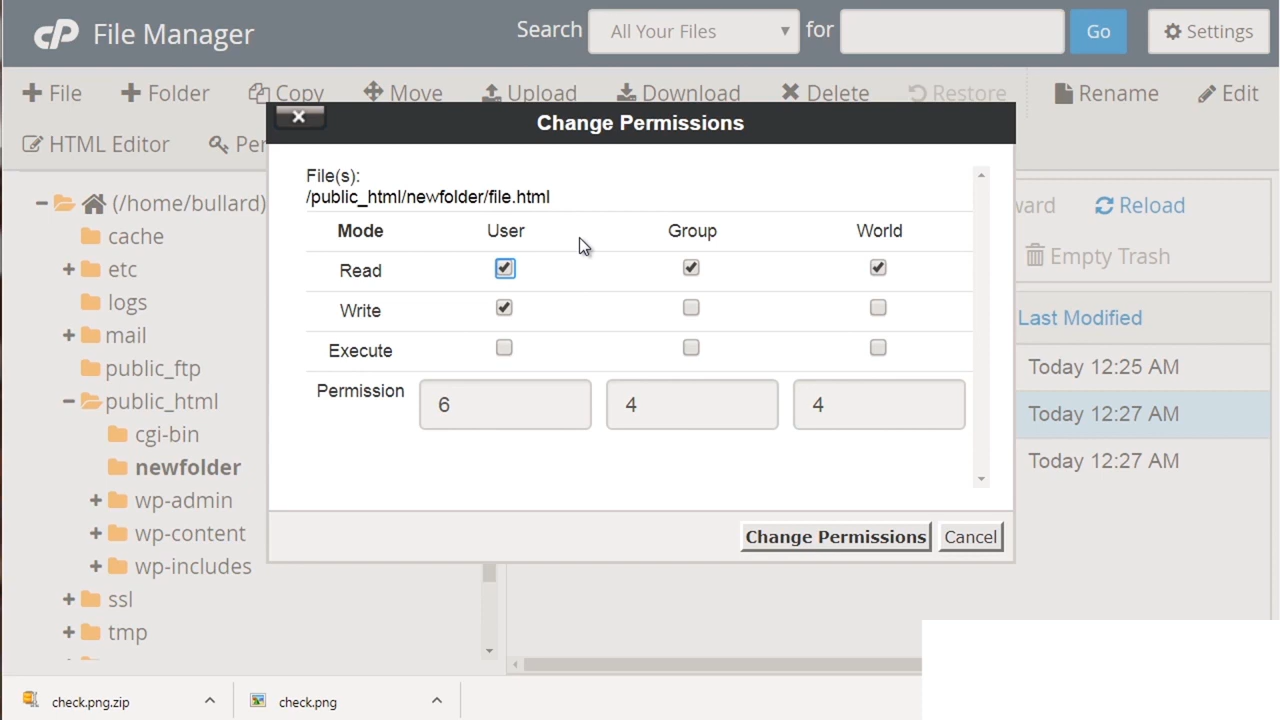 cP File Manager
Search All Your Files for Go Settings
File Folder Copy Move Upload Download Delete Restore Rename Edit
HTML Editor Per
Change Permissions
File(s):
/public_html/newfolder/file.html
Mode User Group World
Read
Write
Execute
Permission 6 4 4
Change Permissions Cancel
(/home/bullard)
cache
etc
logs
mail
public_ftp
public_html
cgi-bin
newfolder
wp-admin
wp-content
wp-includes
ssl
tmp
ward Reload
Empty Trash
Last Modified
Today 12:25 AM
Today 12:27 AM
Today 12:27 AM
check.png.zip check.png